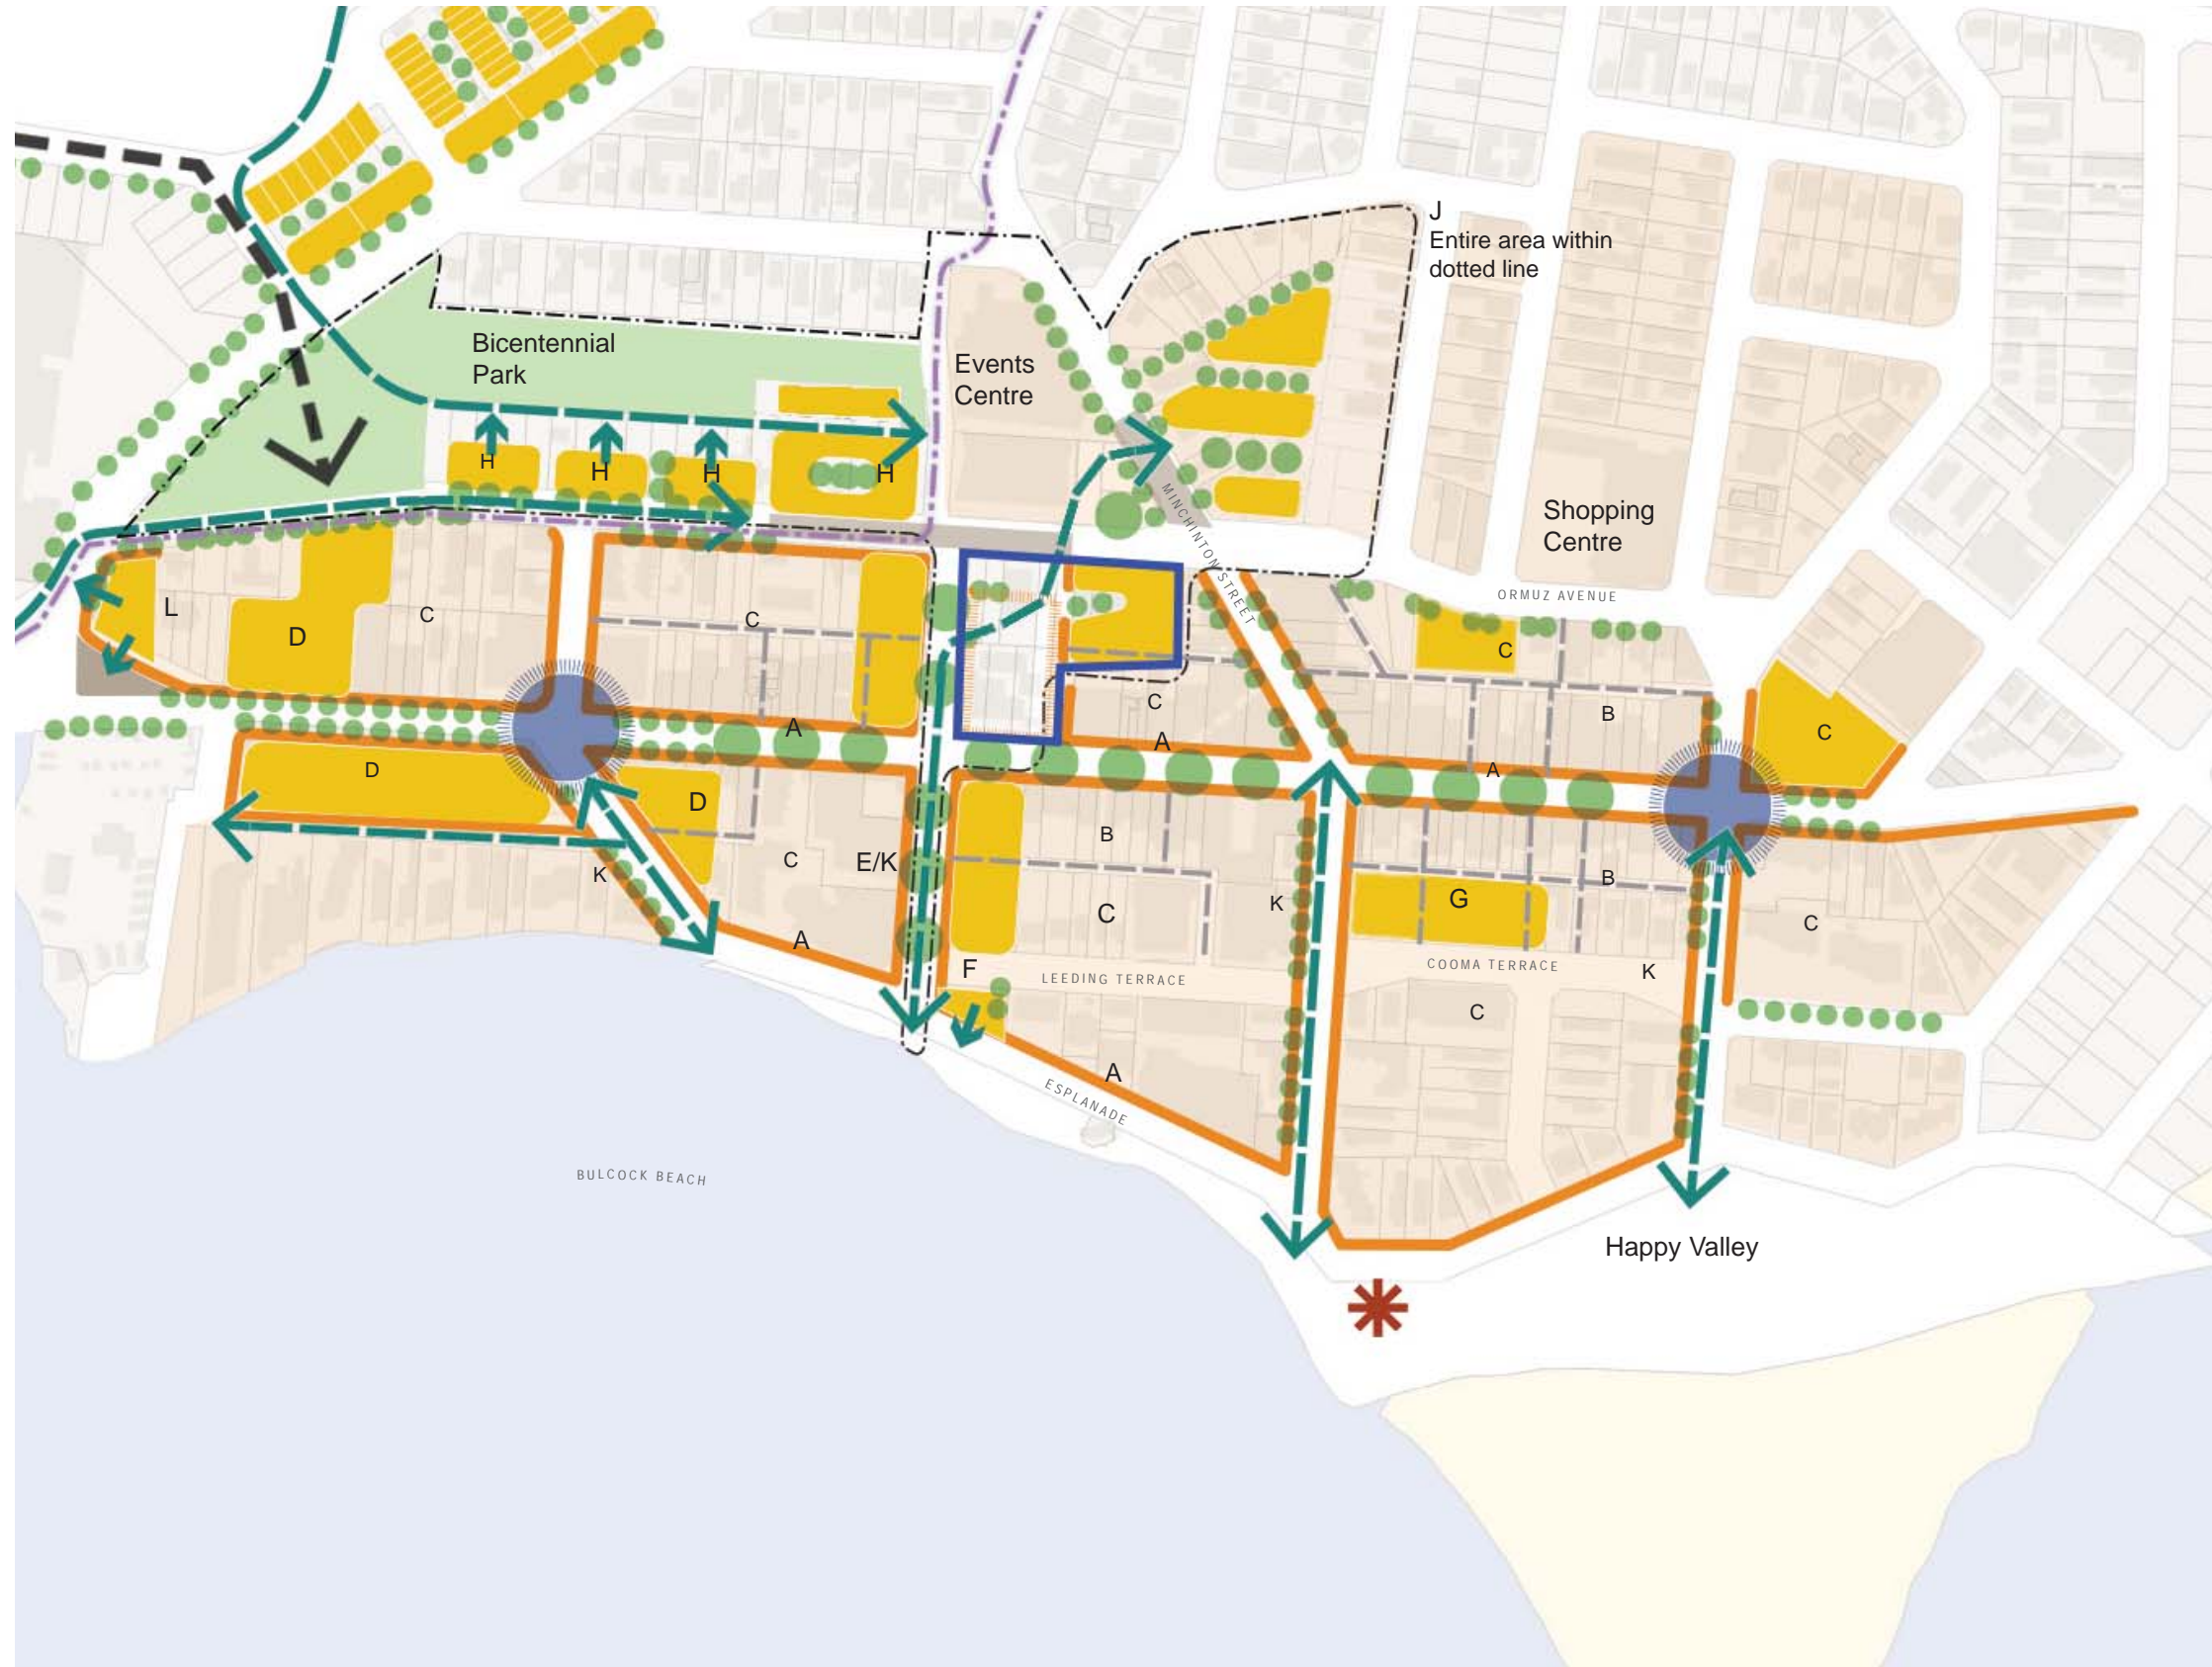 J
Entire area within
dotted line
Bicentennial
Park
Events
Centre
H
H
H
H
MINCHINTON STREET
Shopping
Centre
ORMUZ AVENUE
L
D
C
C
C
C
A
A
B
C
D
D
A
C
E/K
B
K
C
K
G
B
C
A
F
LEEDING TERRACE
COOMA TERRACE
K
C
A
ESPLANADE
BULCOCK BEACH
Happy Valley